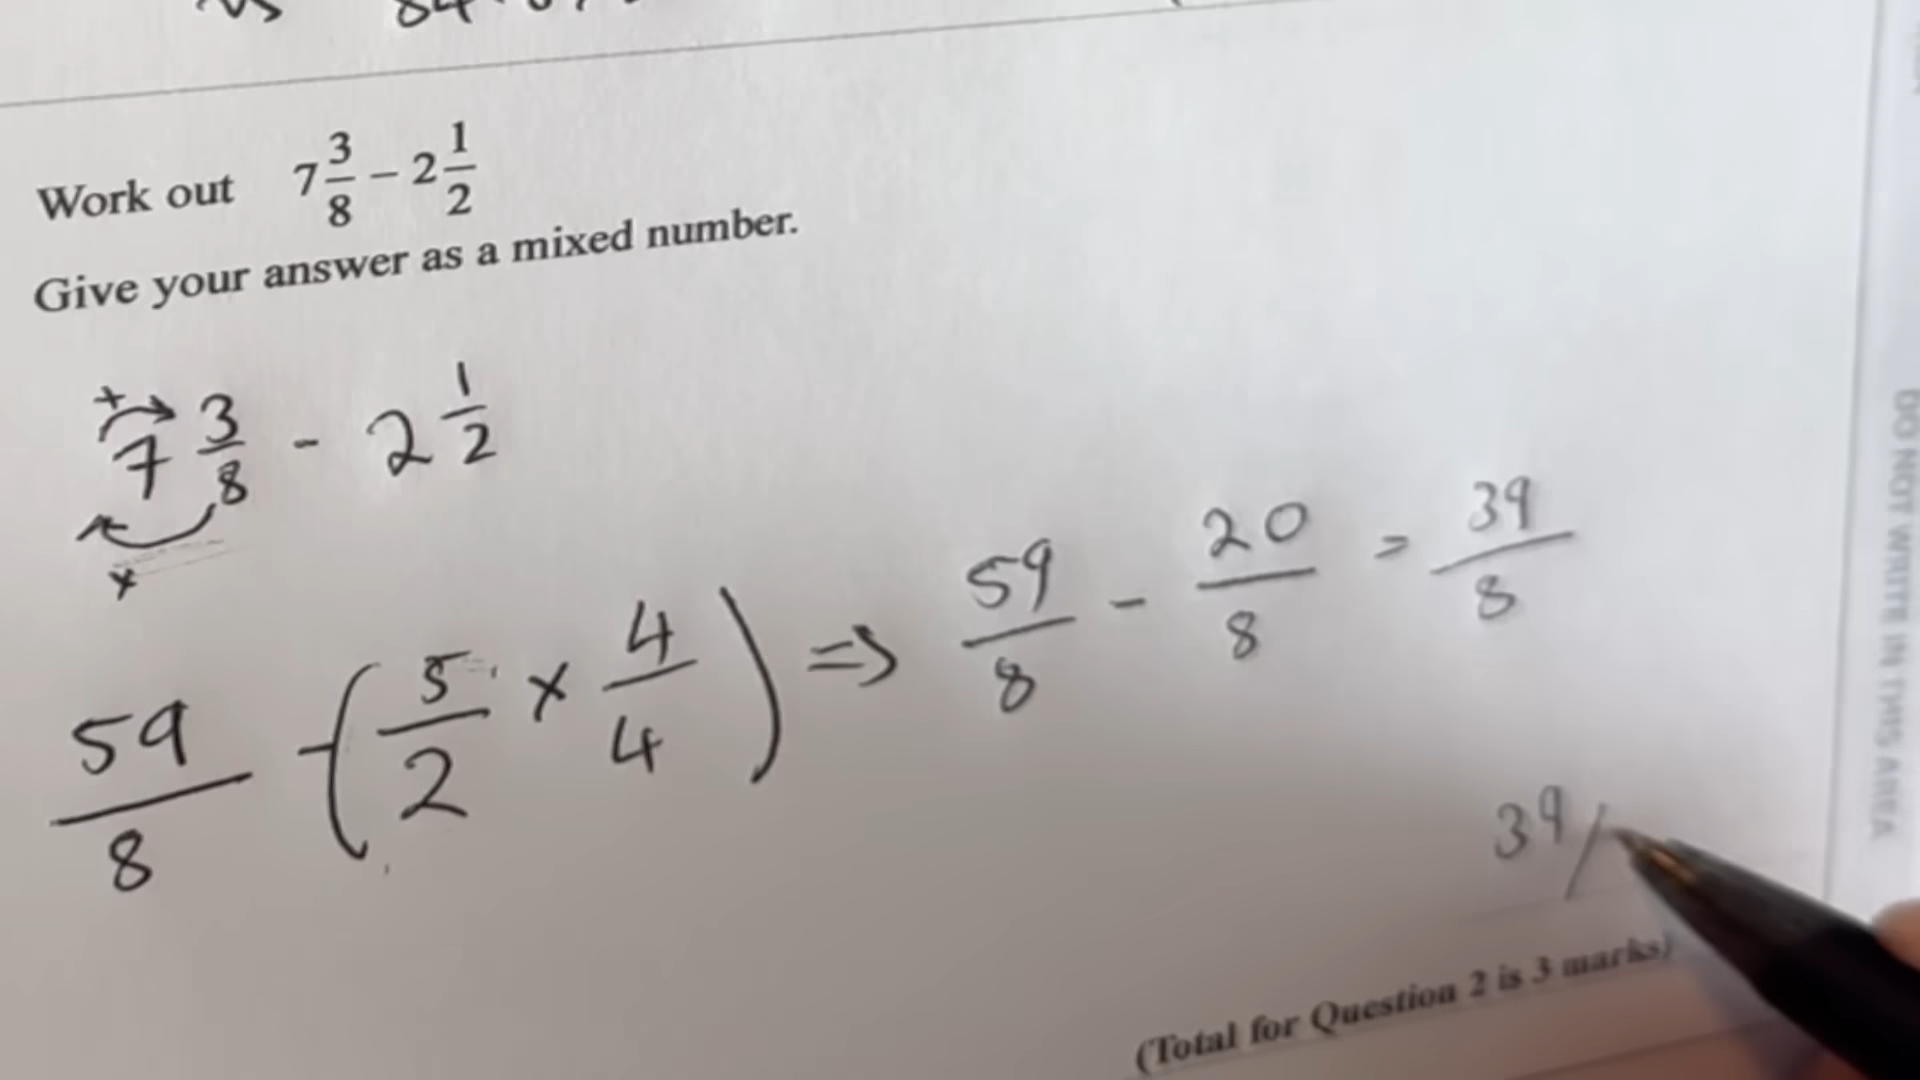 Work out 7 3/8 − 2 1/2
Give your answer as a mixed number.
+
7 3/8 - 2 1/2
x
59/8 - (5/2 x 4/4) => 59/8 - 20/8 = 39/8
39/
(Total for Question 2 is 3 marks)
DO NOT WRITE IN THIS AREA